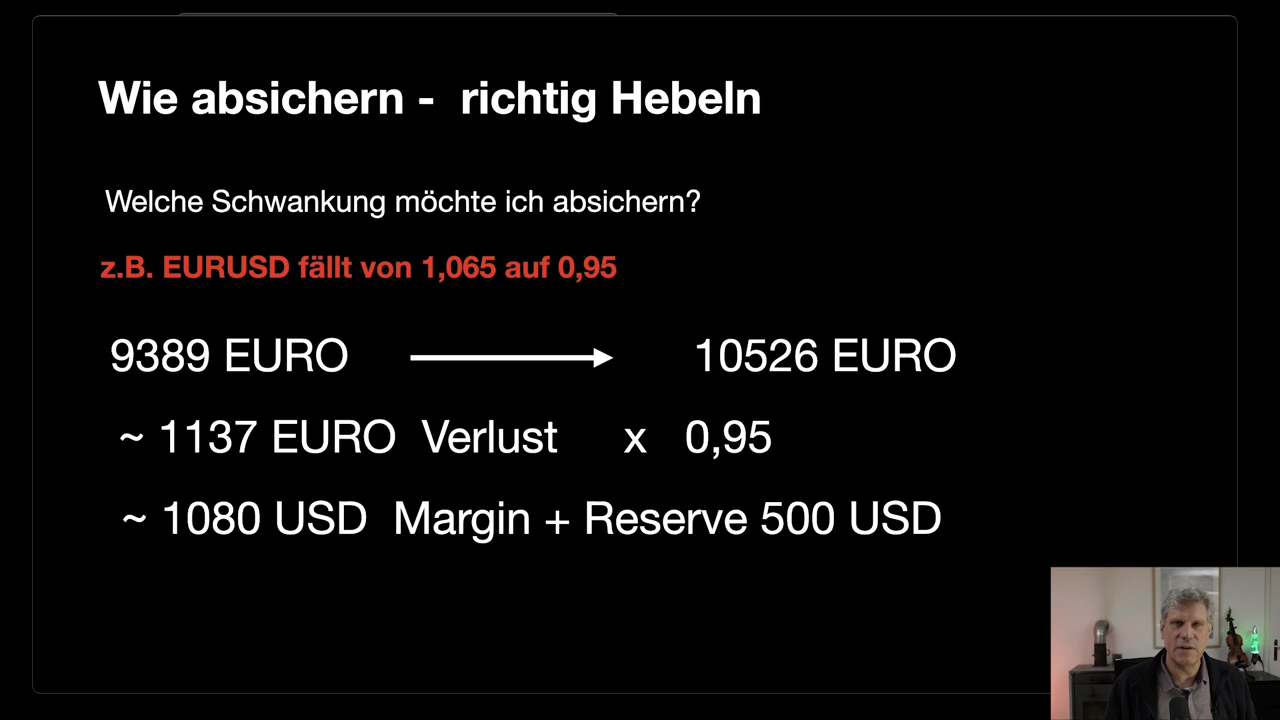 Wie absichern - richtig Hebeln
Welche Schwankung möchte ich absichern?
z.B. EURUSD fällt von 1,065 auf 0,95
9389 EURO 10526 EURO
~ 1137 EURO Verlust x 0,95
~ 1080 USD Margin + Reserve 500 USD